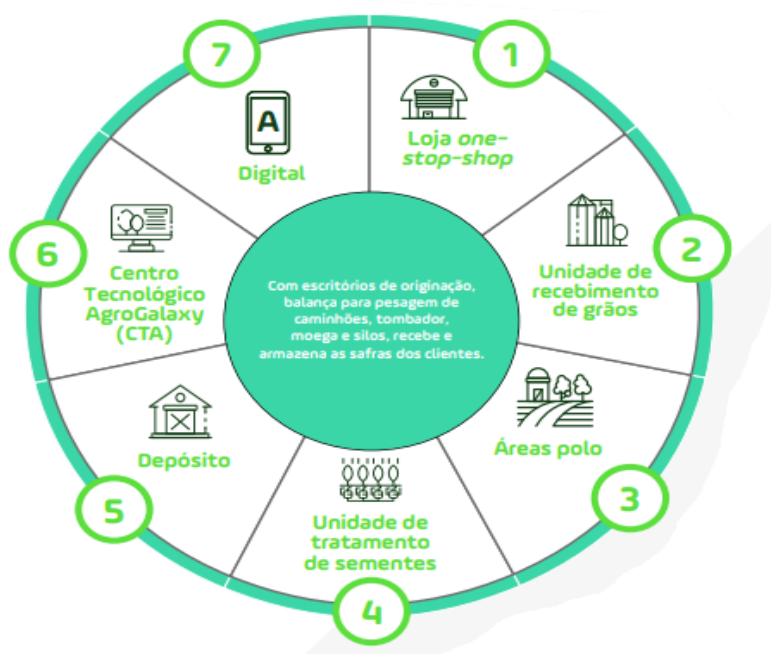 1
Loja one-
stop-shop
2
Unidade de
recebimento
de grãos
3
Áreas polo
4
Unidade de
tratamento
de sementes
5
Depósito
6
Centro
Tecnológico
AgroGalaxy
(CTA)
7
A
Digital
Com escritórios de originação,
balança para pesagem de
caminhões, tombador,
moega e silos, recebe e
armazena as safras dos clientes.